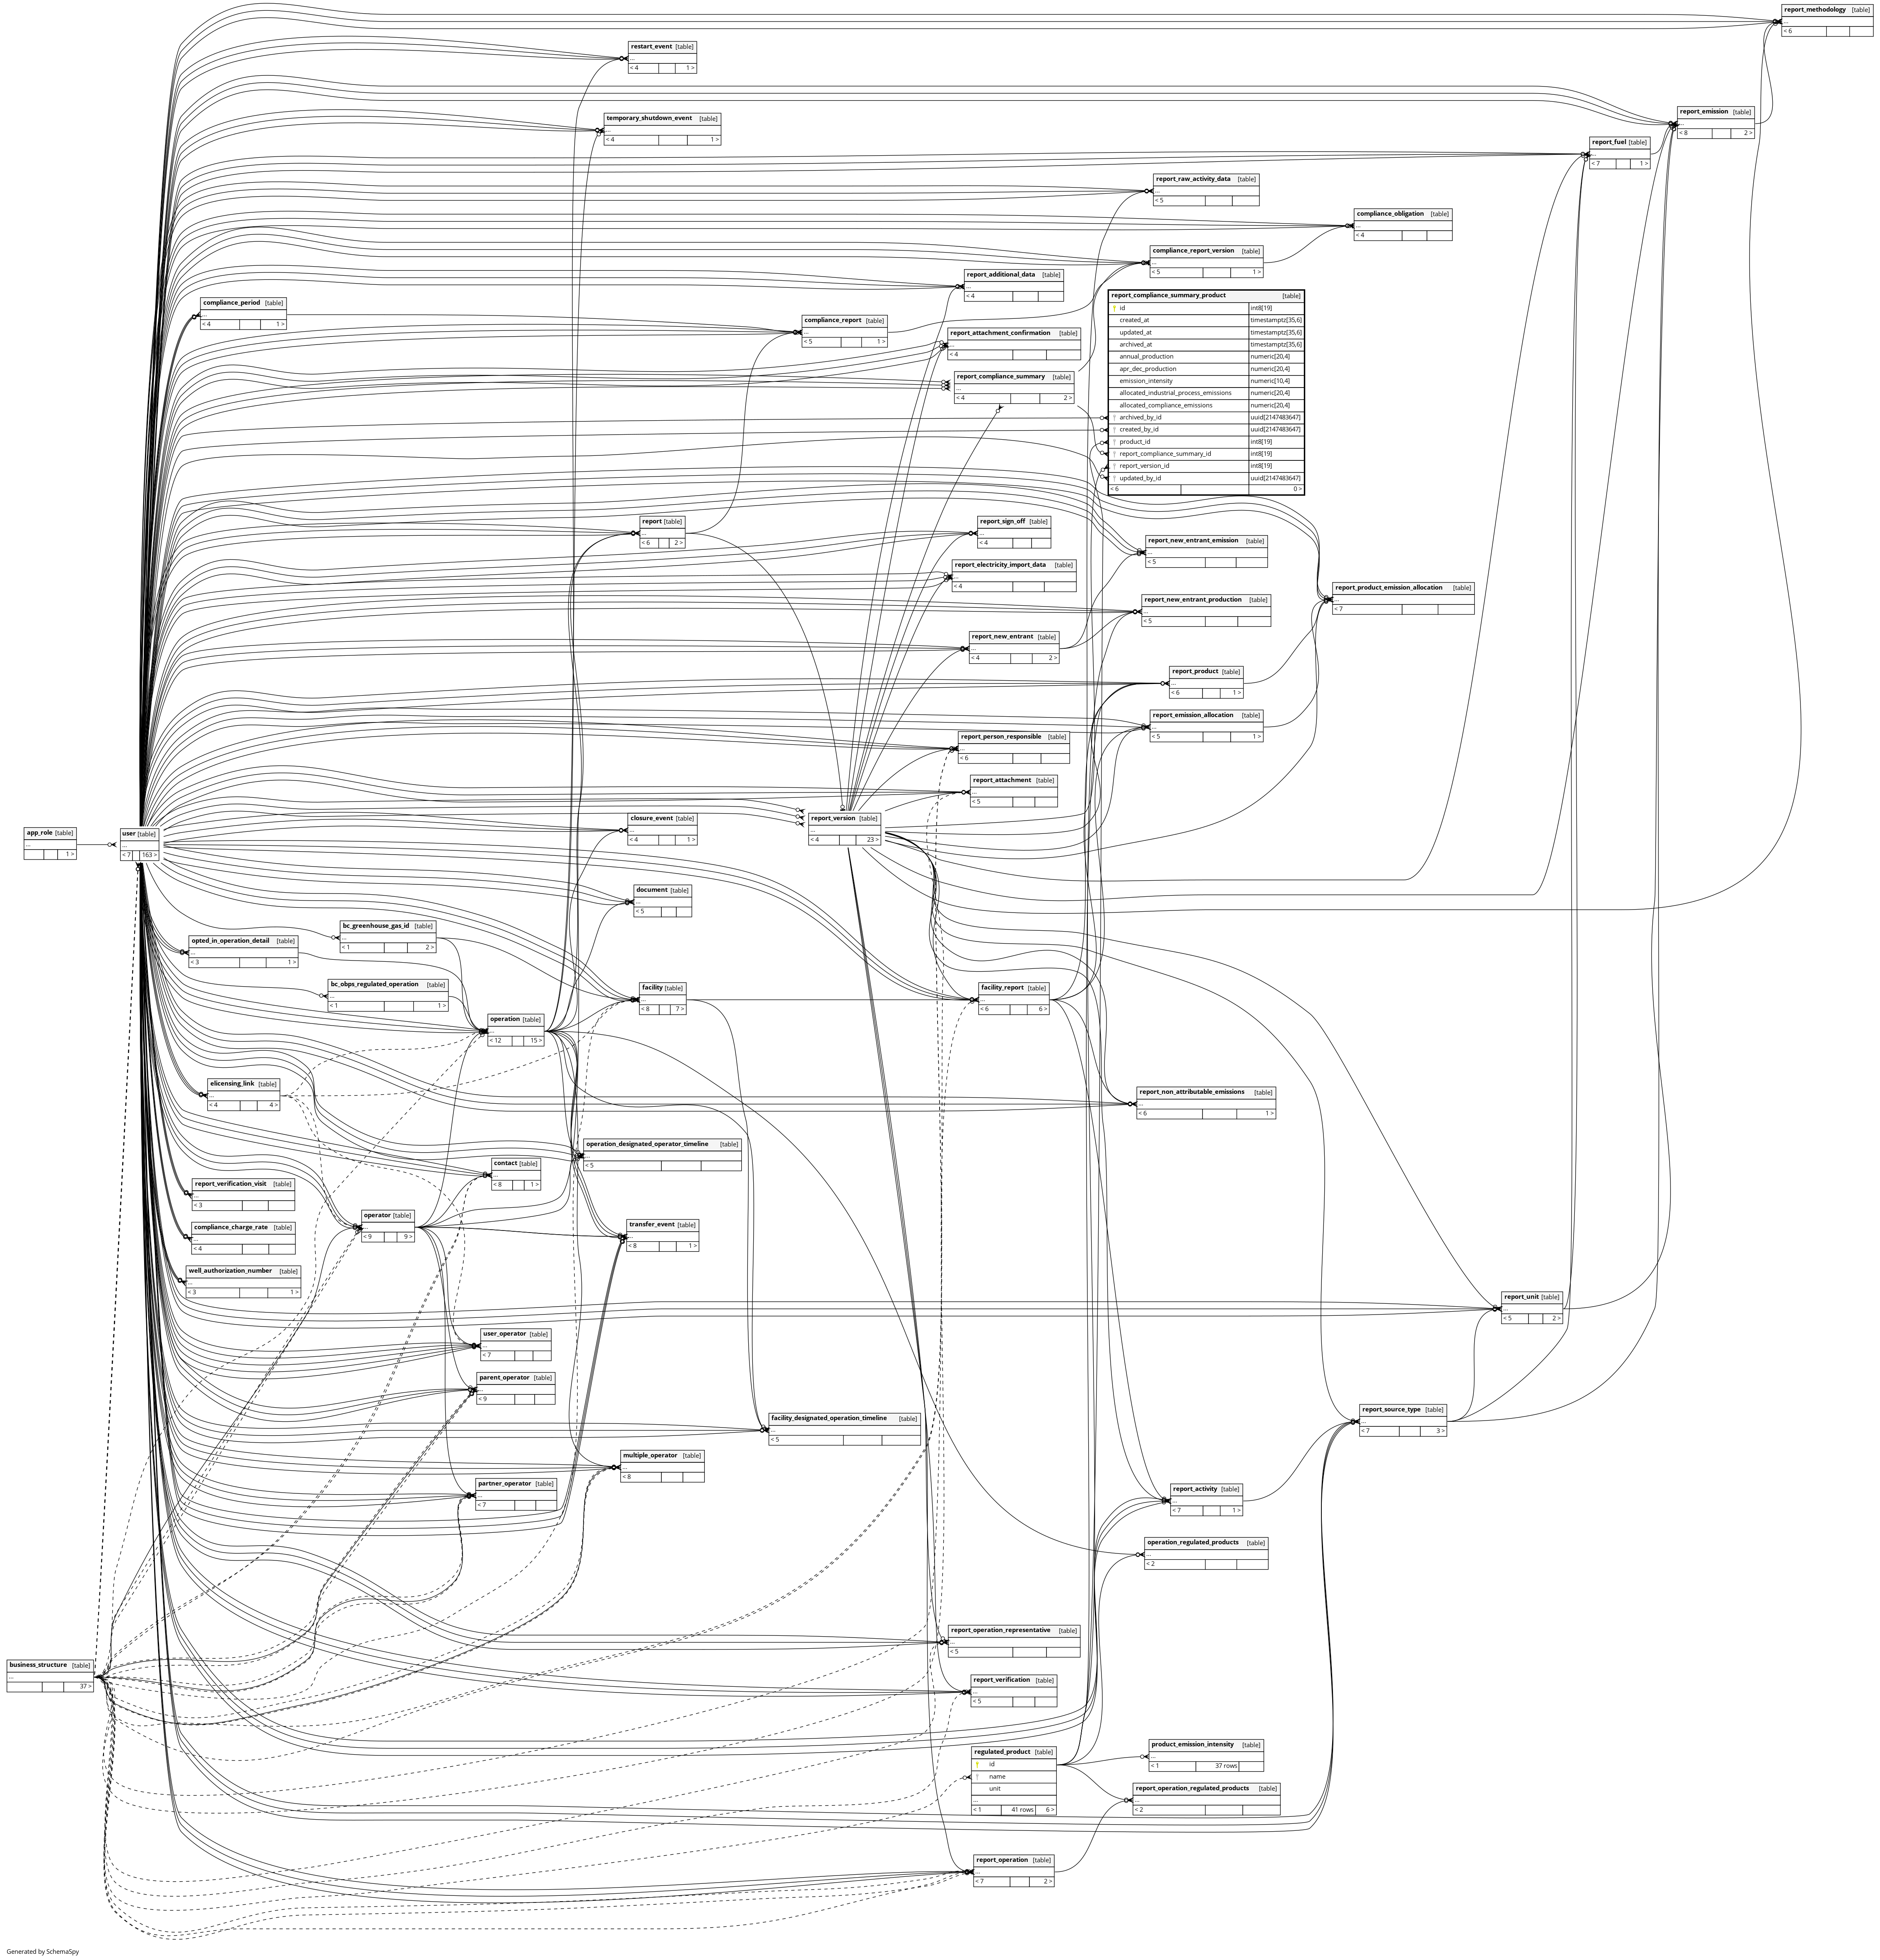 report_methodology [table]
...
< 6
restart_event [table]
...
< 4 1 >
report_emission [table]
...
< 8 2 >
temporary_shutdown_event [table]
...
< 4 1 >
report_fuel [table]
...
< 7 1 >
report_raw_activity_data [table]
...
< 5
compliance_obligation [table]
...
< 4
compliance_report_version [table]
...
< 5 1 >
report_additional_data [table]
...
< 4
compliance_period [table]
...
< 4 1 >
compliance_report [table]
...
< 5 1 >
report_attachment_confirmation [table]
...
< 4
report_compliance_summary [table]
...
< 4 2 >
report_compliance_summary_product [table]
id int8[19]
created_at timestamptz[35,6]
updated_at timestamptz[35,6]
archived_at timestamptz[35,6]
annual_production numeric[20,4]
apr_dec_production numeric[20,4]
emission_intensity numeric[10,4]
allocated_industrial_process_emissions numeric[20,4]
allocated_compliance_emissions numeric[20,4]
archived_by_id uuid[2147483647]
created_by_id uuid[2147483647]
product_id int8[19]
report_compliance_summary_id int8[19]
report_version_id int8[19]
updated_by_id uuid[2147483647]
< 6 0 >
report [table]
...
< 6 2 >
report_sign_off [table]
...
< 4
report_new_entrant_emission [table]
...
< 5
report_electricity_import_data [table]
...
< 4
report_product_emission_allocation [table]
...
< 7
report_new_entrant_production [table]
...
< 5
report_new_entrant [table]
...
< 4 2 >
report_product [table]
...
< 6 1 >
report_emission_allocation [table]
...
< 5 1 >
report_person_responsible [table]
...
< 6
report_attachment [table]
...
< 5
app_role [table]
...
1 >
user [table]
...
< 7 163 >
closure_event [table]
...
< 4 1 >
report_version [table]
...
< 4 23 >
document [table]
...
< 5
bc_greenhouse_gas_id [table]
...
< 1 2 >
opted_in_operation_detail [table]
...
< 3 1 >
bc_obps_regulated_operation [table]
...
< 1 1 >
facility [table]
...
< 8 7 >
facility_report [table]
...
< 6 6 >
operation [table]
...
< 12 15 >
elicensing_link [table]
...
< 4 4 >
report_non_attributable_emissions [table]
...
< 6 1 >
operation_designated_operator_timeline [table]
...
< 5
contact [table]
...
< 8 1 >
report_verification_visit [table]
...
< 3
operator [table]
...
< 9 9 >
compliance_charge_rate [table]
...
< 4
transfer_event [table]
...
< 8 1 >
well_authorization_number [table]
...
< 3 1 >
report_unit [table]
...
< 5 2 >
user_operator [table]
...
< 7
parent_operator [table]
...
< 9
report_source_type [table]
...
< 7 3 >
facility_designated_operation_timeline [table]
...
< 5
multiple_operator [table]
...
< 8
partner_operator [table]
...
< 7
report_activity [table]
...
< 7 1 >
operation_regulated_products [table]
...
< 2
report_operation_representative [table]
...
< 5
business_structure [table]
...
37 >
report_verification [table]
...
< 5
regulated_product [table]
id
name
unit
...
< 1 41 rows 6 >
product_emission_intensity [table]
...
< 1 37 rows
report_operation_regulated_products [table]
...
< 2
report_operation [table]
...
< 7 2 >
Generated by SchemaSpy